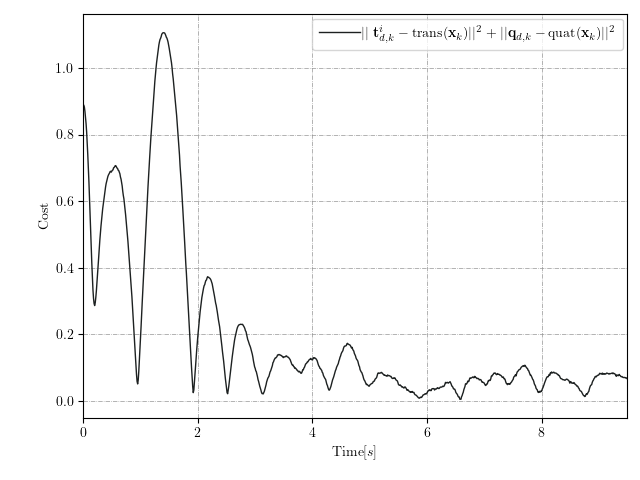 || t^i_{d,k} − trans(x_k)||^2 + ||q_{d,k} − quat(x_k)||^2
1.0
0.8
0.6
0.4
0.2
0.0
Cost
0 2 4 6 8
Time[s]